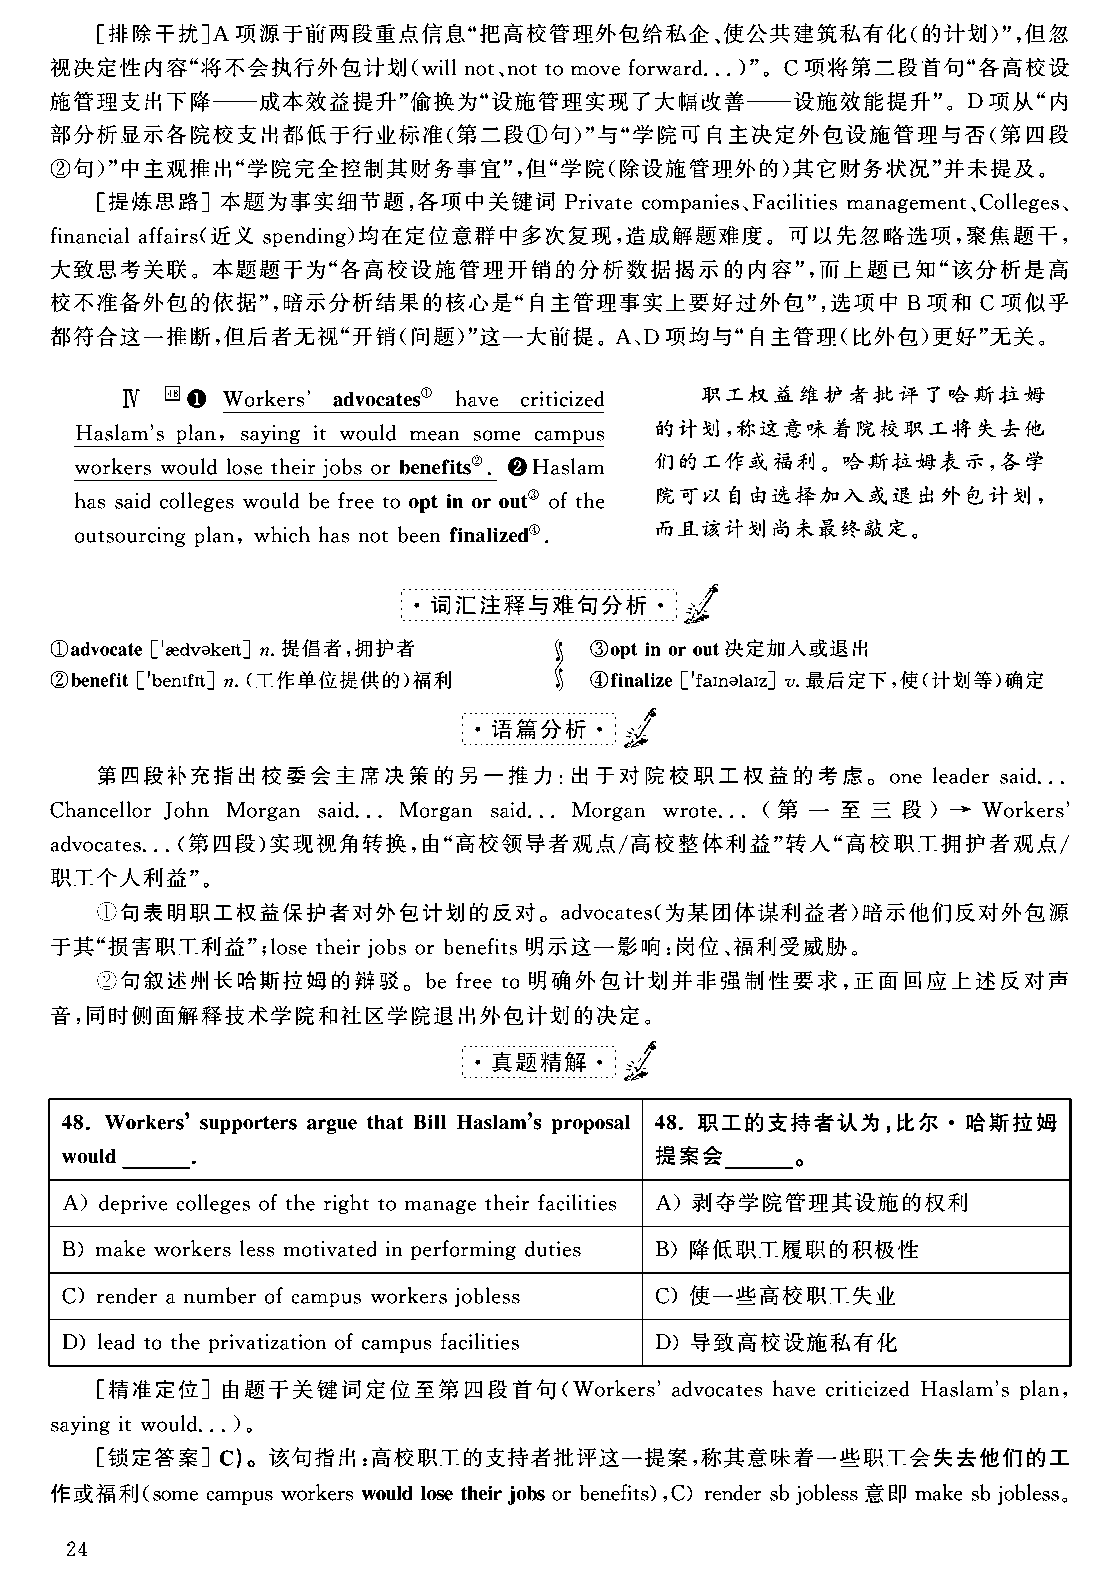 [排除干扰]A 项源于前两段重点信息“把高校管理外包给私企、使公共建筑私有化(的计划)”,但忽
视决定性内容“将不会执行外包计划(will not、not to move forward...)”。C 项将第二段首句“各高校设
施管理支出下降——成本效益提升”偷换为“设施管理实现了大幅改善——设施效能提升”。D 项从“内
部分析显示各院校支出都低于行业标准(第二段①句)”与“学院可自主决定外包设施管理与否(第四段
②句)”中主观推出“学院完全控制其财务事宜”,但“学院(除设施管理外的)其它财务状况”并未提及。
[提炼思路] 本题为事实细节题,各项中关键词 Private companies、Facilities management、Colleges、
financial affairs(近义 spending)均在定位意群中多次复现,造成解题难度。可以先忽略选项,聚焦题干,
大致思考关联。本题题干为“各高校设施管理开销的分析数据揭示的内容”,而上题已知“该分析是高
校不准备外包的依据”,暗示分析结果的核心是“自主管理事实上要好过外包”,选项中 B 项和 C 项似乎
都符合这一推断,但后者无视“开销(问题)”这一大前提。A、D 项均与“自主管理(比外包)更好”无关。
Ⅳ 48 ❶ Workers' advocates① have criticized
Haslam's plan, saying it would mean some campus
workers would lose their jobs or benefits②. ❷Haslam
has said colleges would be free to opt in or out③ of the
outsourcing plan, which has not been finalized④.
职工权益维护者批评了哈斯拉姆
的计划,称这意味着院校职工将失去他
们的工作或福利。哈斯拉姆表示,各学
院可以自由选择加入或退出外包计划,
而且该计划尚未最终敲定。
·词汇注释与难句分析·
①advocate [ˈædvəkeɪt] n. 提倡者,拥护者
②benefit [ˈbenɪfɪt] n. (工作单位提供的)福利
③opt in or out 决定加入或退出
④finalize [ˈfaɪnəlaɪz] v. 最后定下,使(计划等)确定
·语篇分析·
第四段补充指出校委会主席决策的另一推力:出于对院校职工权益的考虑。one leader said...
Chancellor John Morgan said... Morgan said... Morgan wrote... (第一至三段)→ Workers'
advocates...(第四段)实现视角转换,由“高校领导者观点/高校整体利益”转入“高校职工拥护者观点/
职工个人利益”。
①句表明职工权益保护者对外包计划的反对。advocates(为某团体谋利益者)暗示他们反对外包源
于其“损害职工利益”;lose their jobs or benefits 明示这一影响:岗位、福利受威胁。
②句叙述州长哈斯拉姆的辩驳。be free to 明确外包计划并非强制性要求,正面回应上述反对声
音,同时侧面解释技术学院和社区学院退出外包计划的决定。
·真题精解·
48. Workers' supporters argue that Bill Haslam's proposal
would ______.
48. 职工的支持者认为,比尔·哈斯拉姆
提案会______。
A) deprive colleges of the right to manage their facilities
A) 剥夺学院管理其设施的权利
B) make workers less motivated in performing duties
B) 降低职工履职的积极性
C) render a number of campus workers jobless
C) 使一些高校职工失业
D) lead to the privatization of campus facilities
D) 导致高校设施私有化
[精准定位] 由题干关键词定位至第四段首句(Workers' advocates have criticized Haslam's plan,
saying it would...)。
[锁定答案] C)。该句指出:高校职工的支持者批评这一提案,称其意味着一些职工会失去他们的工
作或福利(some campus workers would lose their jobs or benefits),C) render sb jobless 意即 make sb jobless。
24